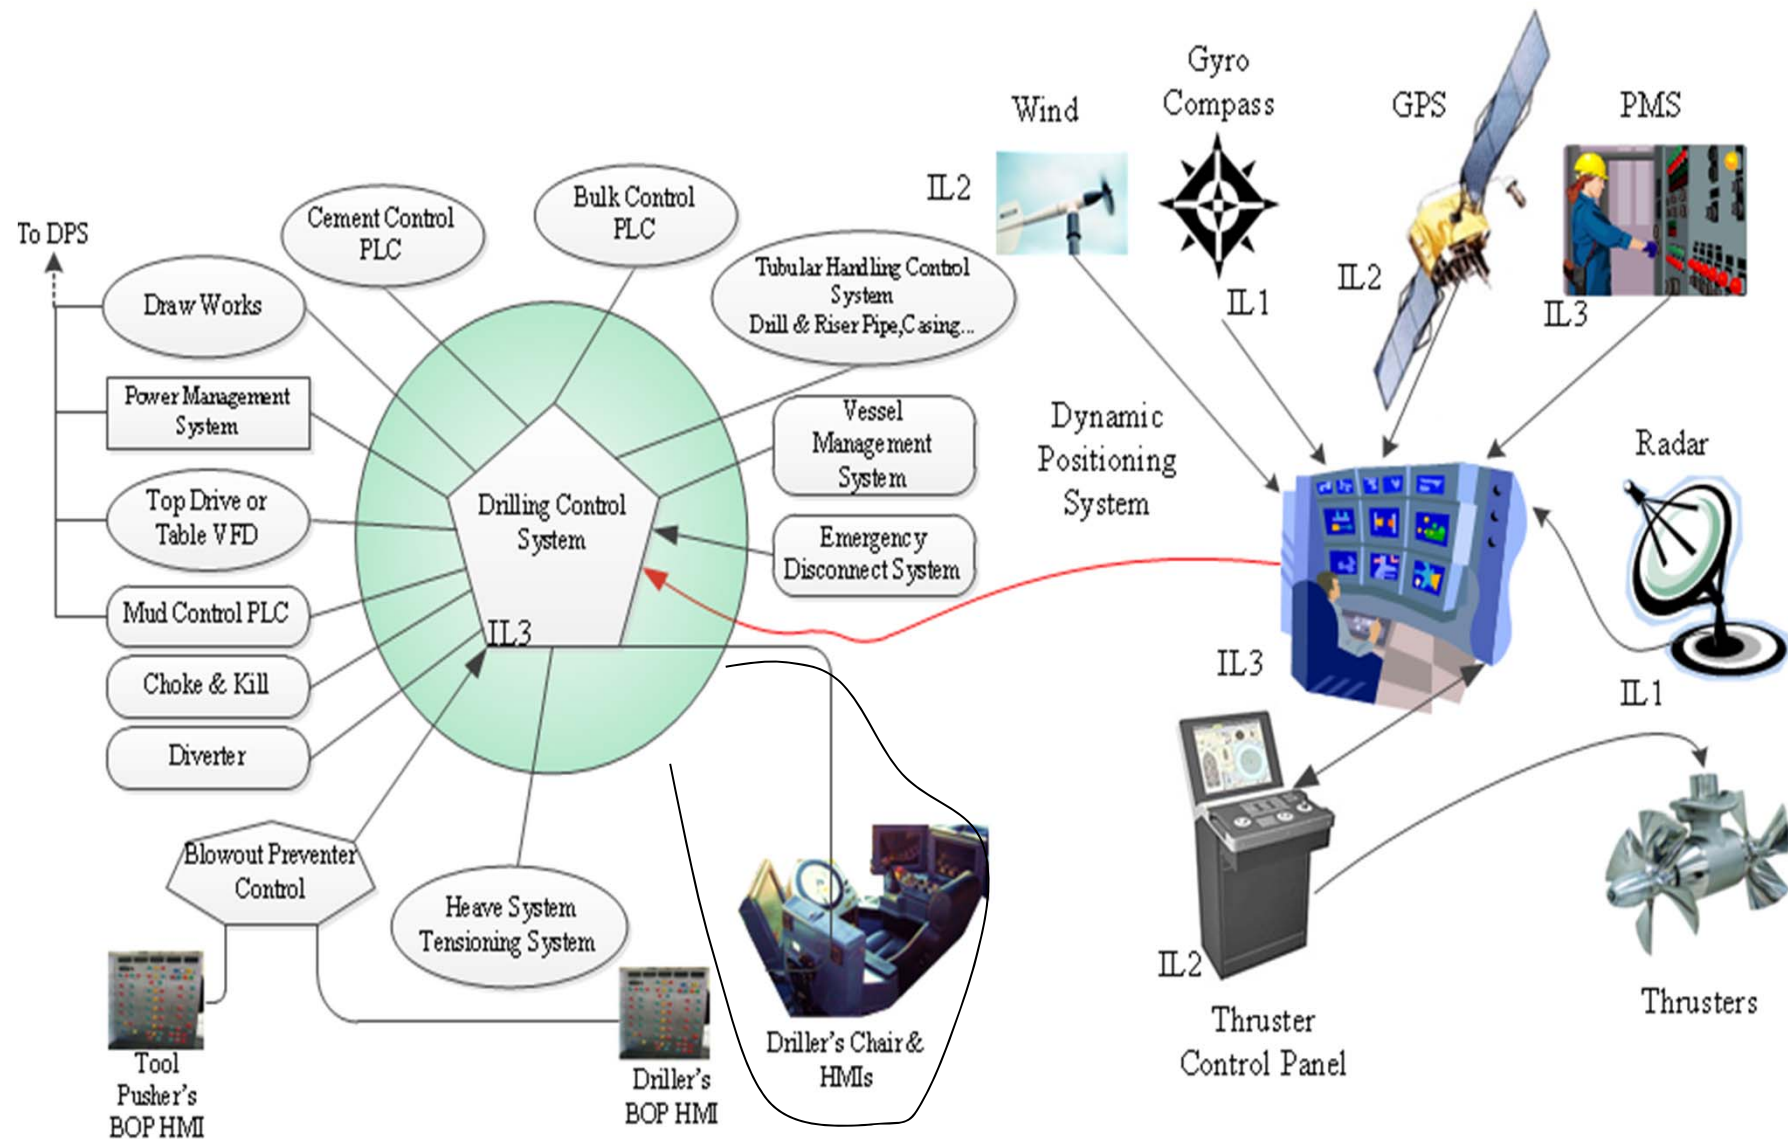 To DPS
Draw Works
Cement Control
PLC
Bulk Control
PLC
Tubular Handling Control
System
Drill & Riser Pipe,Casing...
Power Management
System
Top Drive or
Table VFD
Mud Control PLC
Choke & Kill
Diverter
Drilling Control
System
IL3
Vessel
Management
System
Emergency
Disconnect System
Blowout Preventer
Control
Heave System
Tensioning System
Tool
Pusher's
BOP HMI
Driller's
BOP HMI
Driller's Chair &
HMIs
Wind
IL2
Gyro
Compass
IL1
GPS
IL2
PMS
IL3
Dynamic
Positioning
System
IL3
Radar
IL1
IL2
Thruster
Control Panel
Thrusters